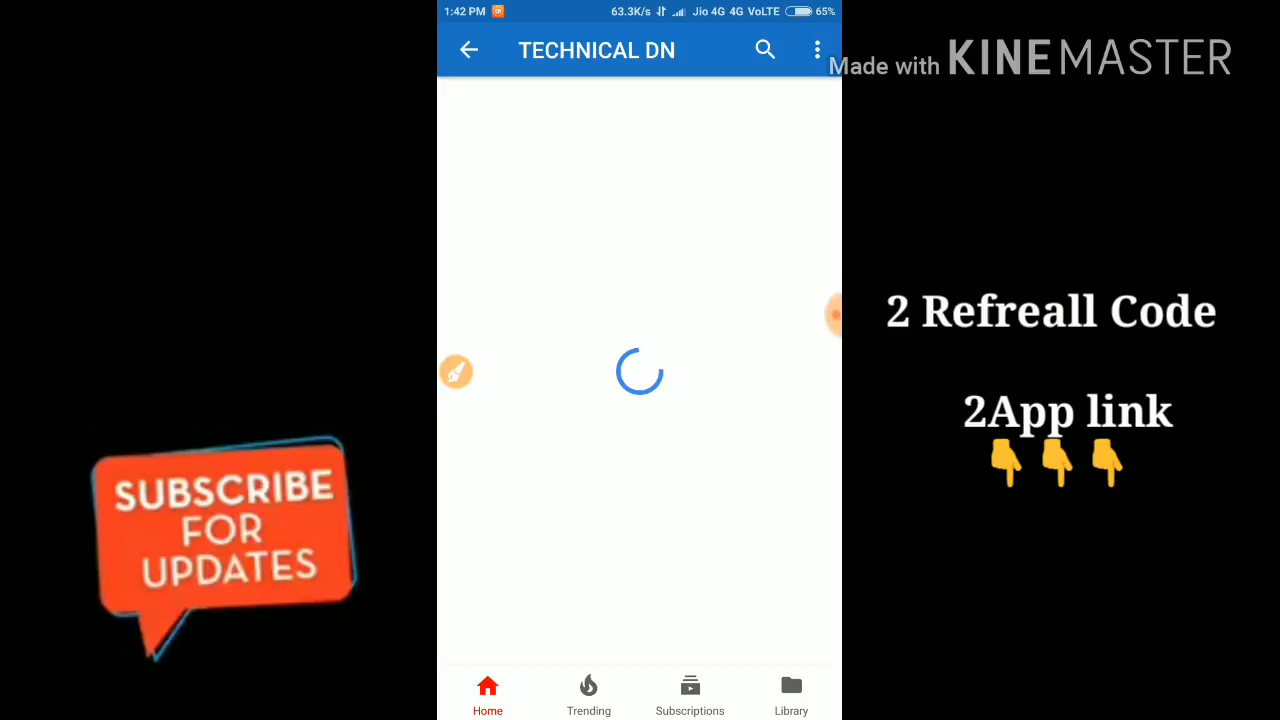 1:42 PM 63.3K/s Jio 4G 4G VoLTE 65%
TECHNICAL DN
Made with KINEMASTER
2 Refreall Code
2App link
👇👇👇
SUBSCRIBE
FOR
UPDATES
Home Trending Subscriptions Library